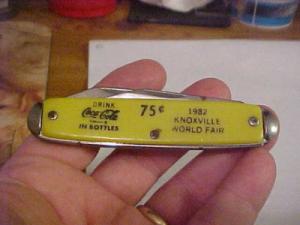 DRINK
Coca-Cola
IN BOTTLES
75¢
1982
KNOXVILLE
WORLD FAIR